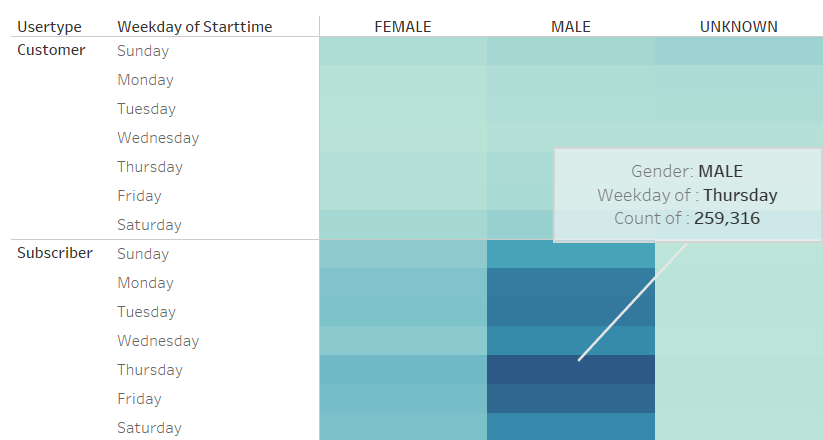 Usertype Weekday of Starttime FEMALE MALE UNKNOWN
Customer Sunday
Monday
Tuesday
Wednesday
Thursday
Friday
Saturday
Gender: MALE
Weekday of : Thursday
Count of : 259,316
Subscriber Sunday
Monday
Tuesday
Wednesday
Thursday
Friday
Saturday